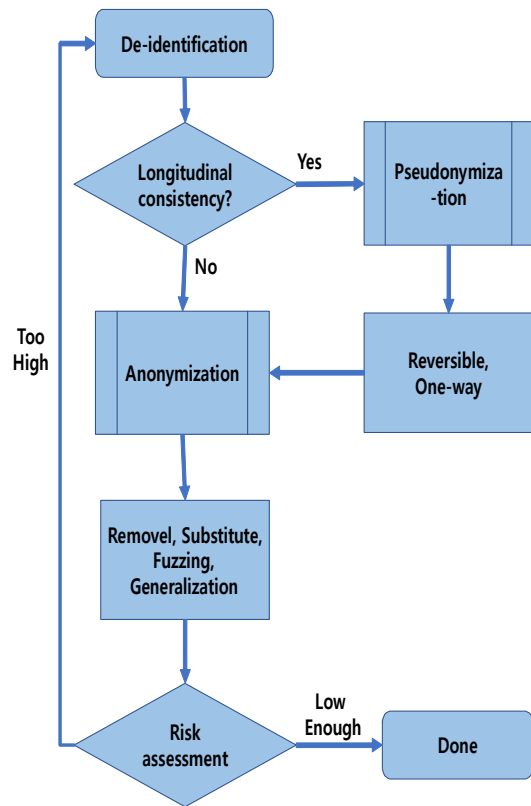 De-identification
Longitudinal
consistency?
Yes
Pseudonymiza
-tion
No
Reversible,
One-way
Anonymization
Too
High
Removel, Substitute,
Fuzzing,
Generalization
Risk
assessment
Low
Enough
Done